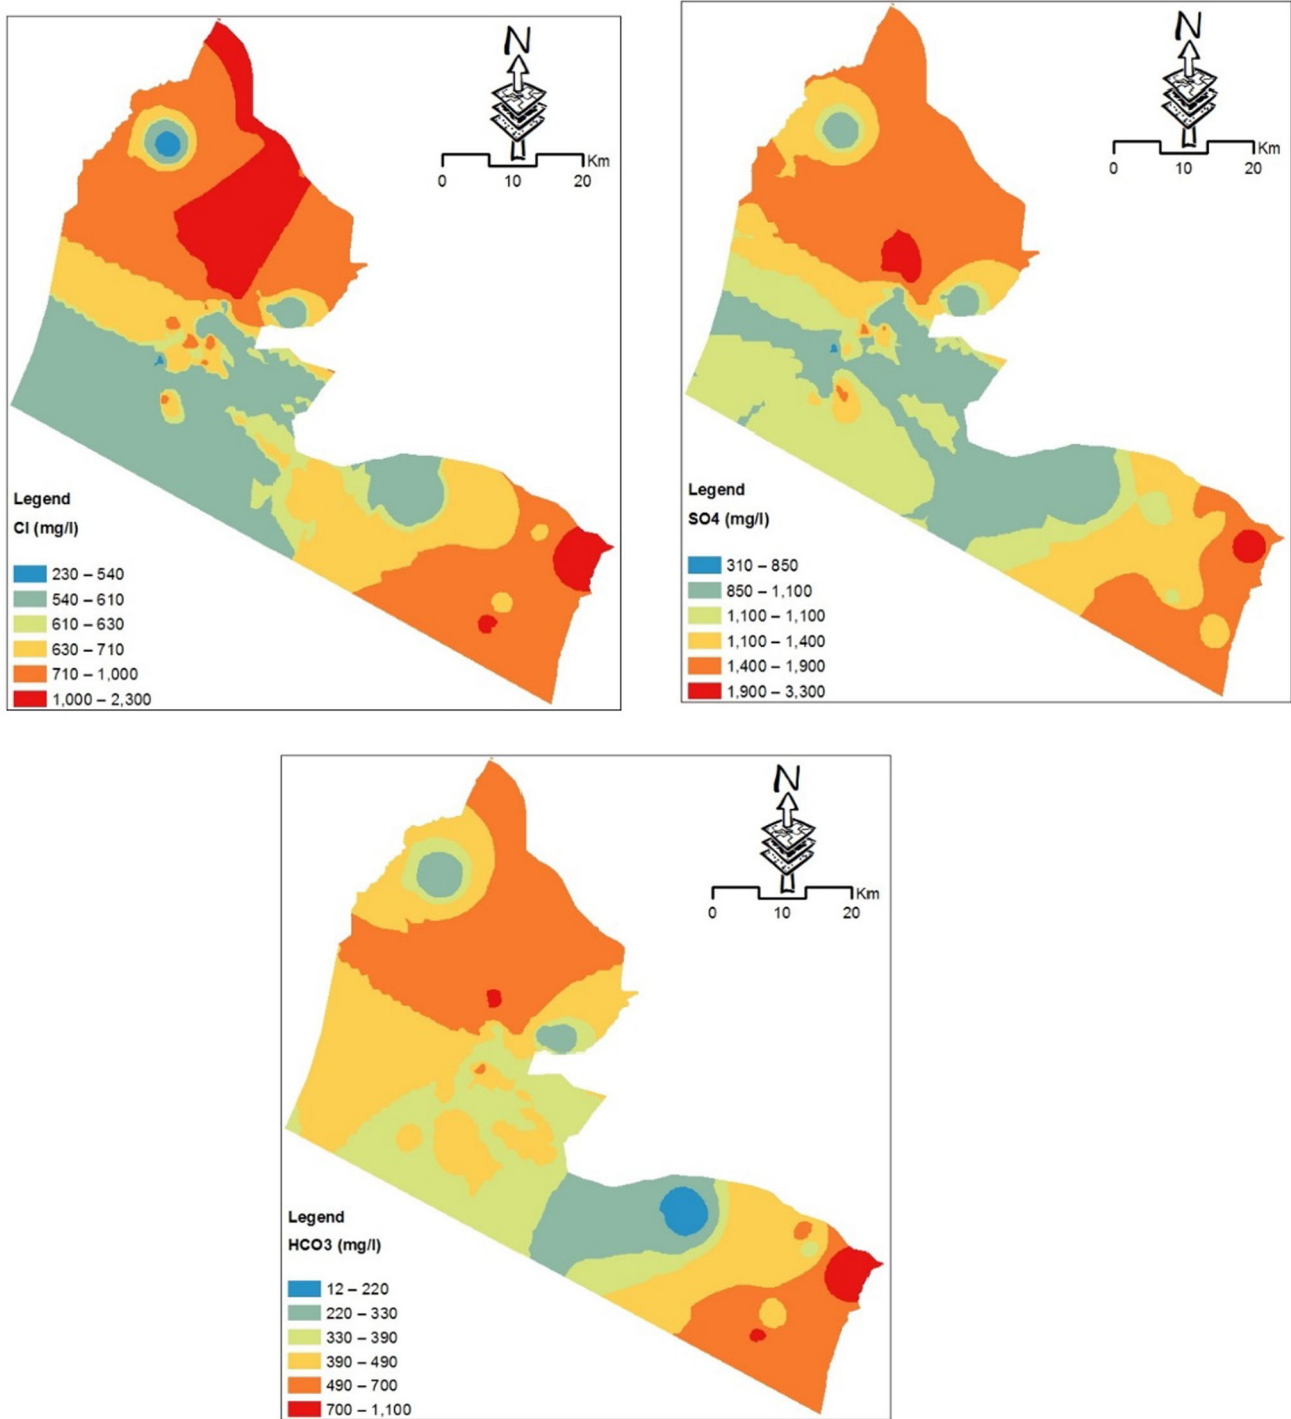 N
Km
0 10 20
Legend
Cl (mg/l)
230 – 540
540 – 610
610 – 630
630 – 710
710 – 1,000
1,000 – 2,300
N
Km
0 10 20
Legend
SO4 (mg/l)
310 – 850
850 – 1,100
1,100 – 1,100
1,100 – 1,400
1,400 – 1,900
1,900 – 3,300
N
Km
0 10 20
Legend
HCO3 (mg/l)
12 – 220
220 – 330
330 – 390
390 – 490
490 – 700
700 – 1,100